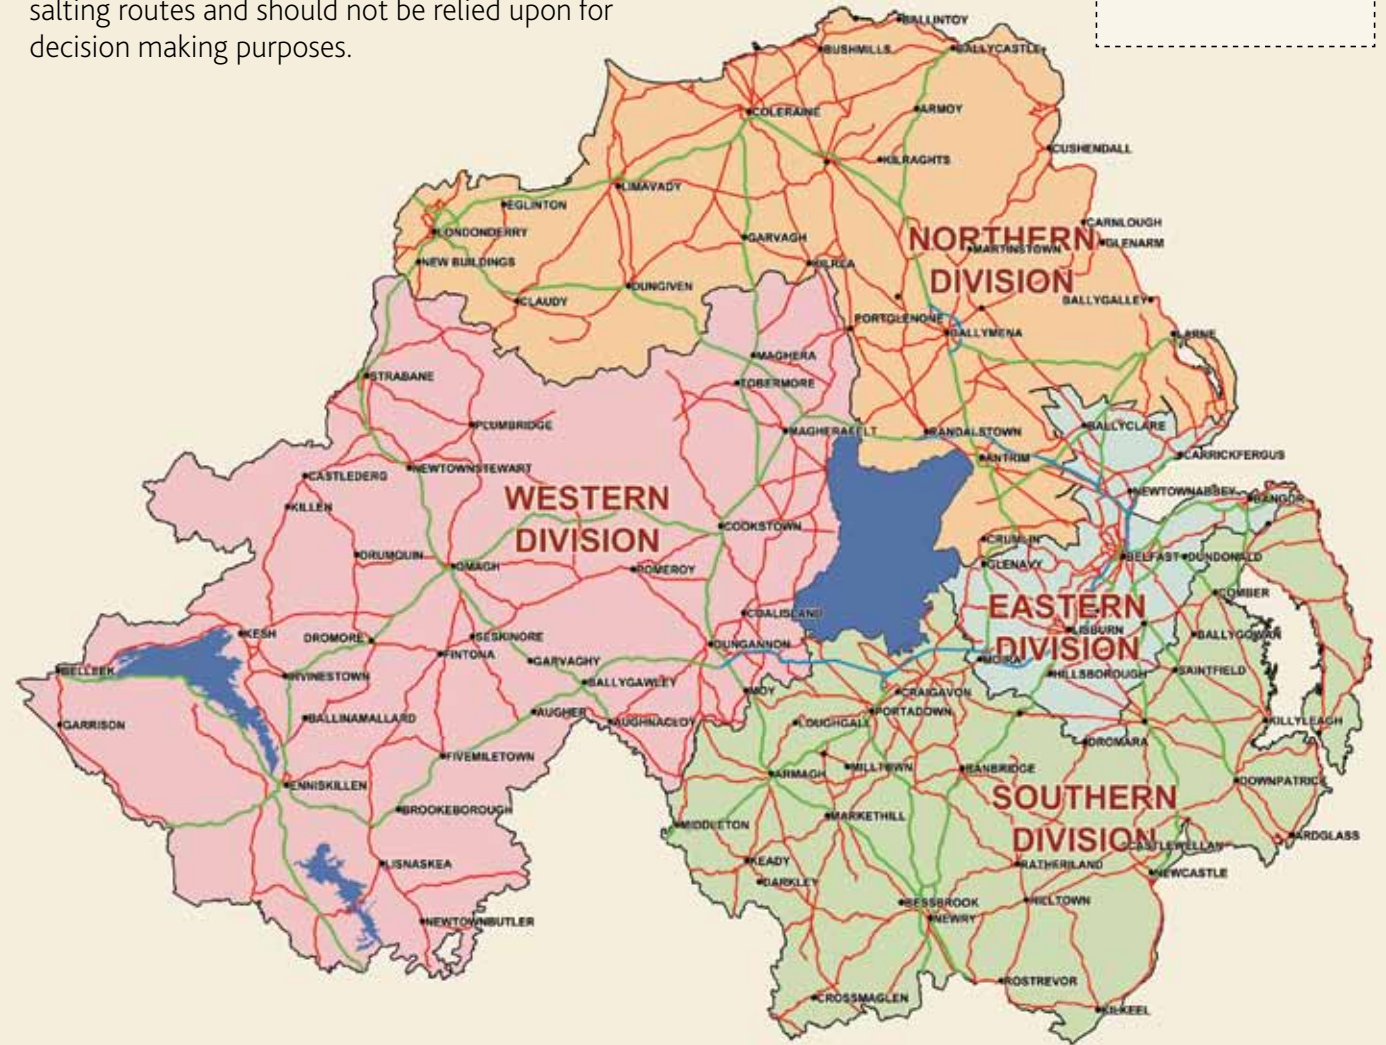 salting routes and should not be relied upon for
decision making purposes.
BALLINTOY
BUSHMILLS
BALLYCASTLE
COLERAINE
ARMOY
CUSHENDALL
KILRAGHTS
LIMAVADY
EGLINTON
LONDONDERRY
CARNLOUGH
GARVAGH
NORTHERN
DIVISION
MARTINSTOWN
GLENARM
NEW BUILDINGS
KILREA
DUNGIVEN
CLAUDY
BALLYGALLEY
PORTGLENONE
BALLYMENA
LARNE
MAGHERA
STRABANE
TOBERMORE
PLUMBRIDGE
MAGHERAFELT
RANDALSTOWN
BALLYCLARE
CARRICKFERGUS
ANTRIM
NEWTOWNSTEWART
CASTLEDERG
NEWTOWNABBEY
BANGOR
WESTERN
DIVISION
KILLEN
COOKSTOWN
CRUMLIN
DRUMQUIN
BELFAST
DUNDONALD
GLENAVY
OMAGH
POMEROY
COMBER
EASTERN
DIVISION
COALISLAND
LISBURN
BALLYGOWAN
KESH
DROMORE
SESKINORE
DUNGANNON
FINTONA
GARVAGHY
MOIRA
BELLEEK
IRVINESTOWN
HILLSBOROUGH
SAINTFIELD
BALLYGAWLEY
MOY
CRAIGAVON
AUGHER
PORTADOWN
BALLINAMALLARD
AUGHNACLOY
LOUGHGALL
KILLYLEAGH
GARRISON
DROMARA
FIVEMILETOWN
MILLTOWN
BANBRIDGE
ARMAGH
DOWNPATRICK
ENNISKILLEN
SOUTHERN
DIVISION
BROOKEBOROUGH
MARKETHILL
MIDDLETON
ARDGLASS
CASTLEWELLAN
KEADY
LISNASKEA
RATHFRILAND
NEWCASTLE
DARKLEY
BESSBROOK
HILLTOWN
NEWRY
NEWTOWNBUTLER
ROSTREVOR
CROSSMAGLEN
KILKEEL